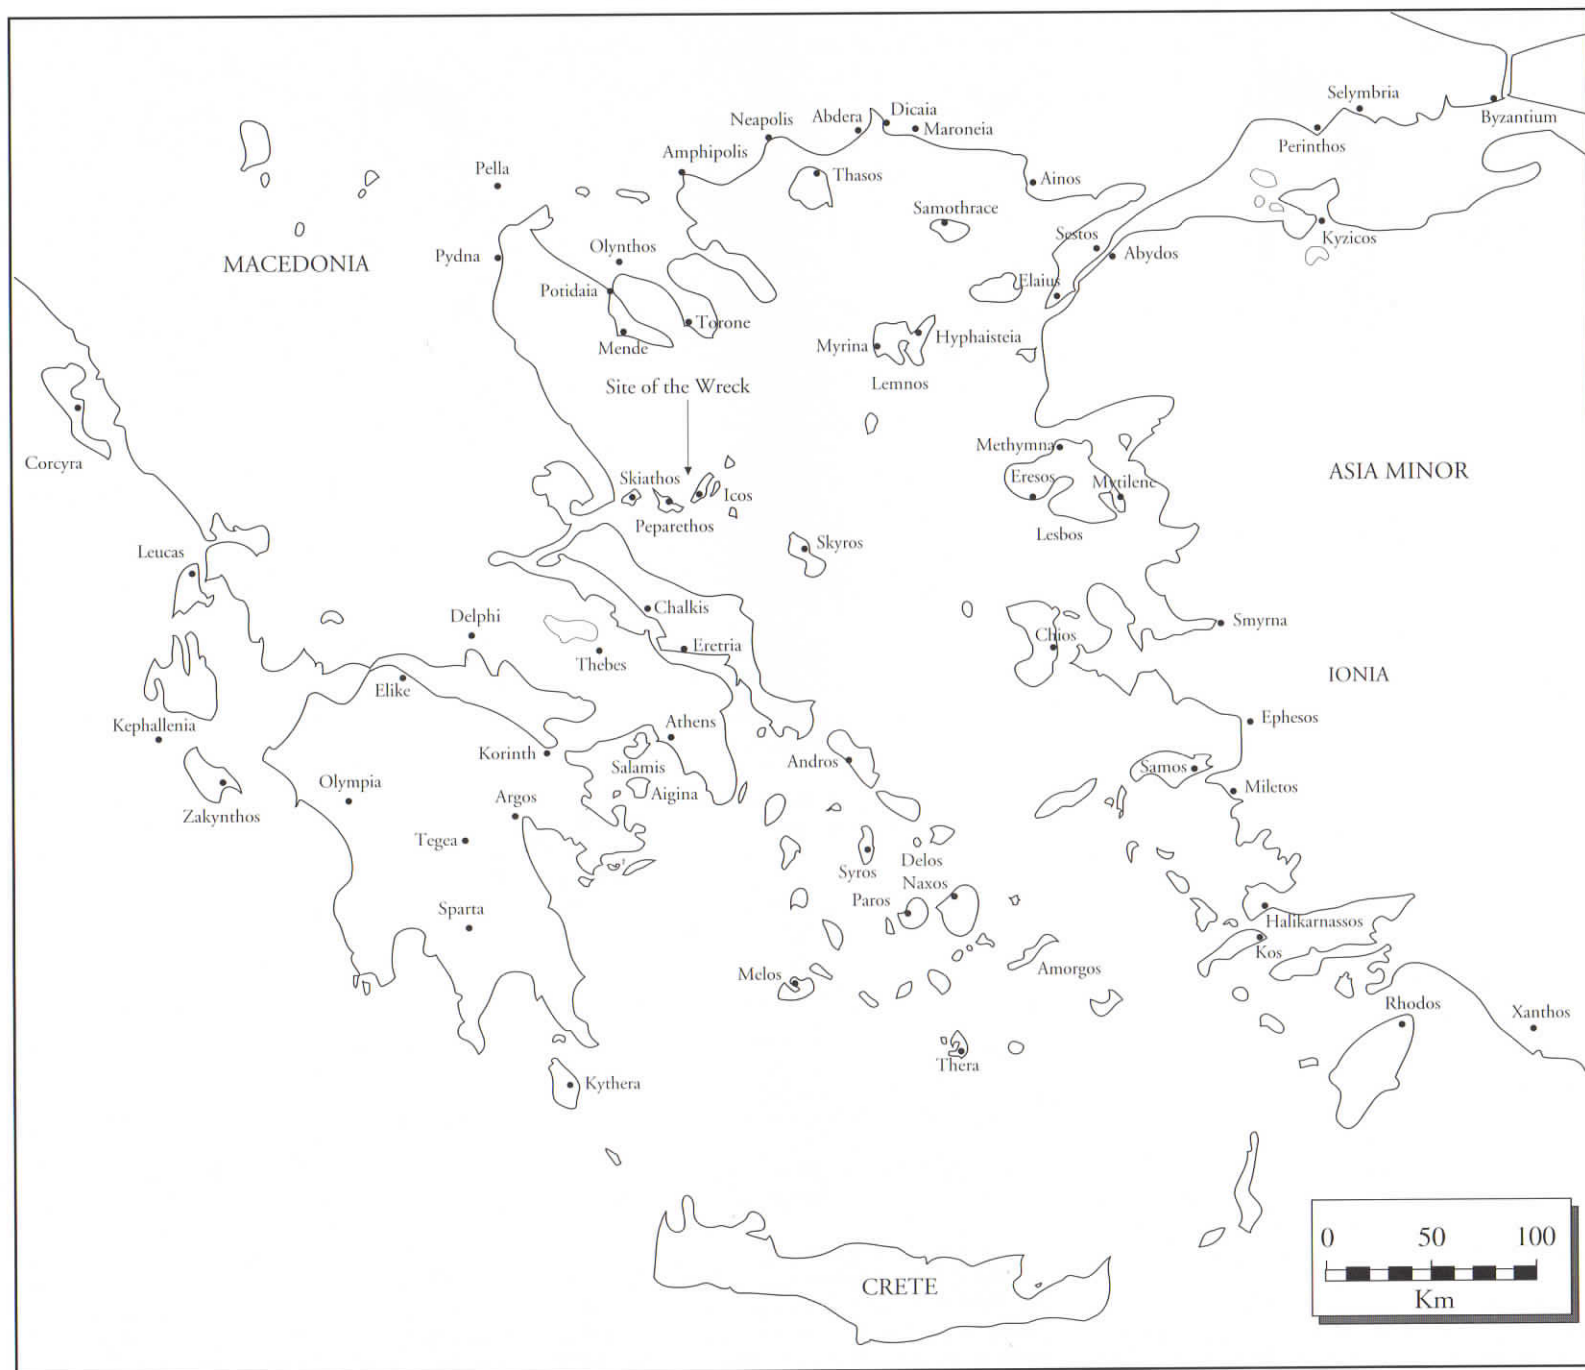 Selymbria
Byzantium
Perinthos
Dicaia
Abdera
Neapolis
Maroneia
Amphipolis
Pella
Thasos
Ainos
Samothrace
Kyzicos
Sestos
Abydos
Olynthos
Pydna
MACEDONIA
Elaius
Potidaia
Torone
Mende
Hyphaisteia
Myrina
Lemnos
Site of the Wreck
Methymna
Corcyra
ASIA MINOR
Skiathos
Eresos
Mytilene
Icos
Peparethos
Lesbos
Skyros
Leucas
Chalkis
Delphi
Smyrna
Chios
Eretria
Thebes
IONIA
Elike
Ephesos
Athens
Kephallenia
Korinth
Andros
Salamis
Samos
Olympia
Aigina
Miletos
Argos
Zakynthos
Tegea
Delos
Syros
Naxos
Paros
Sparta
Halikarnassos
Kos
Melos
Amorgos
Rhodos
Xanthos
Thera
Kythera
CRETE
0 50 100
Km